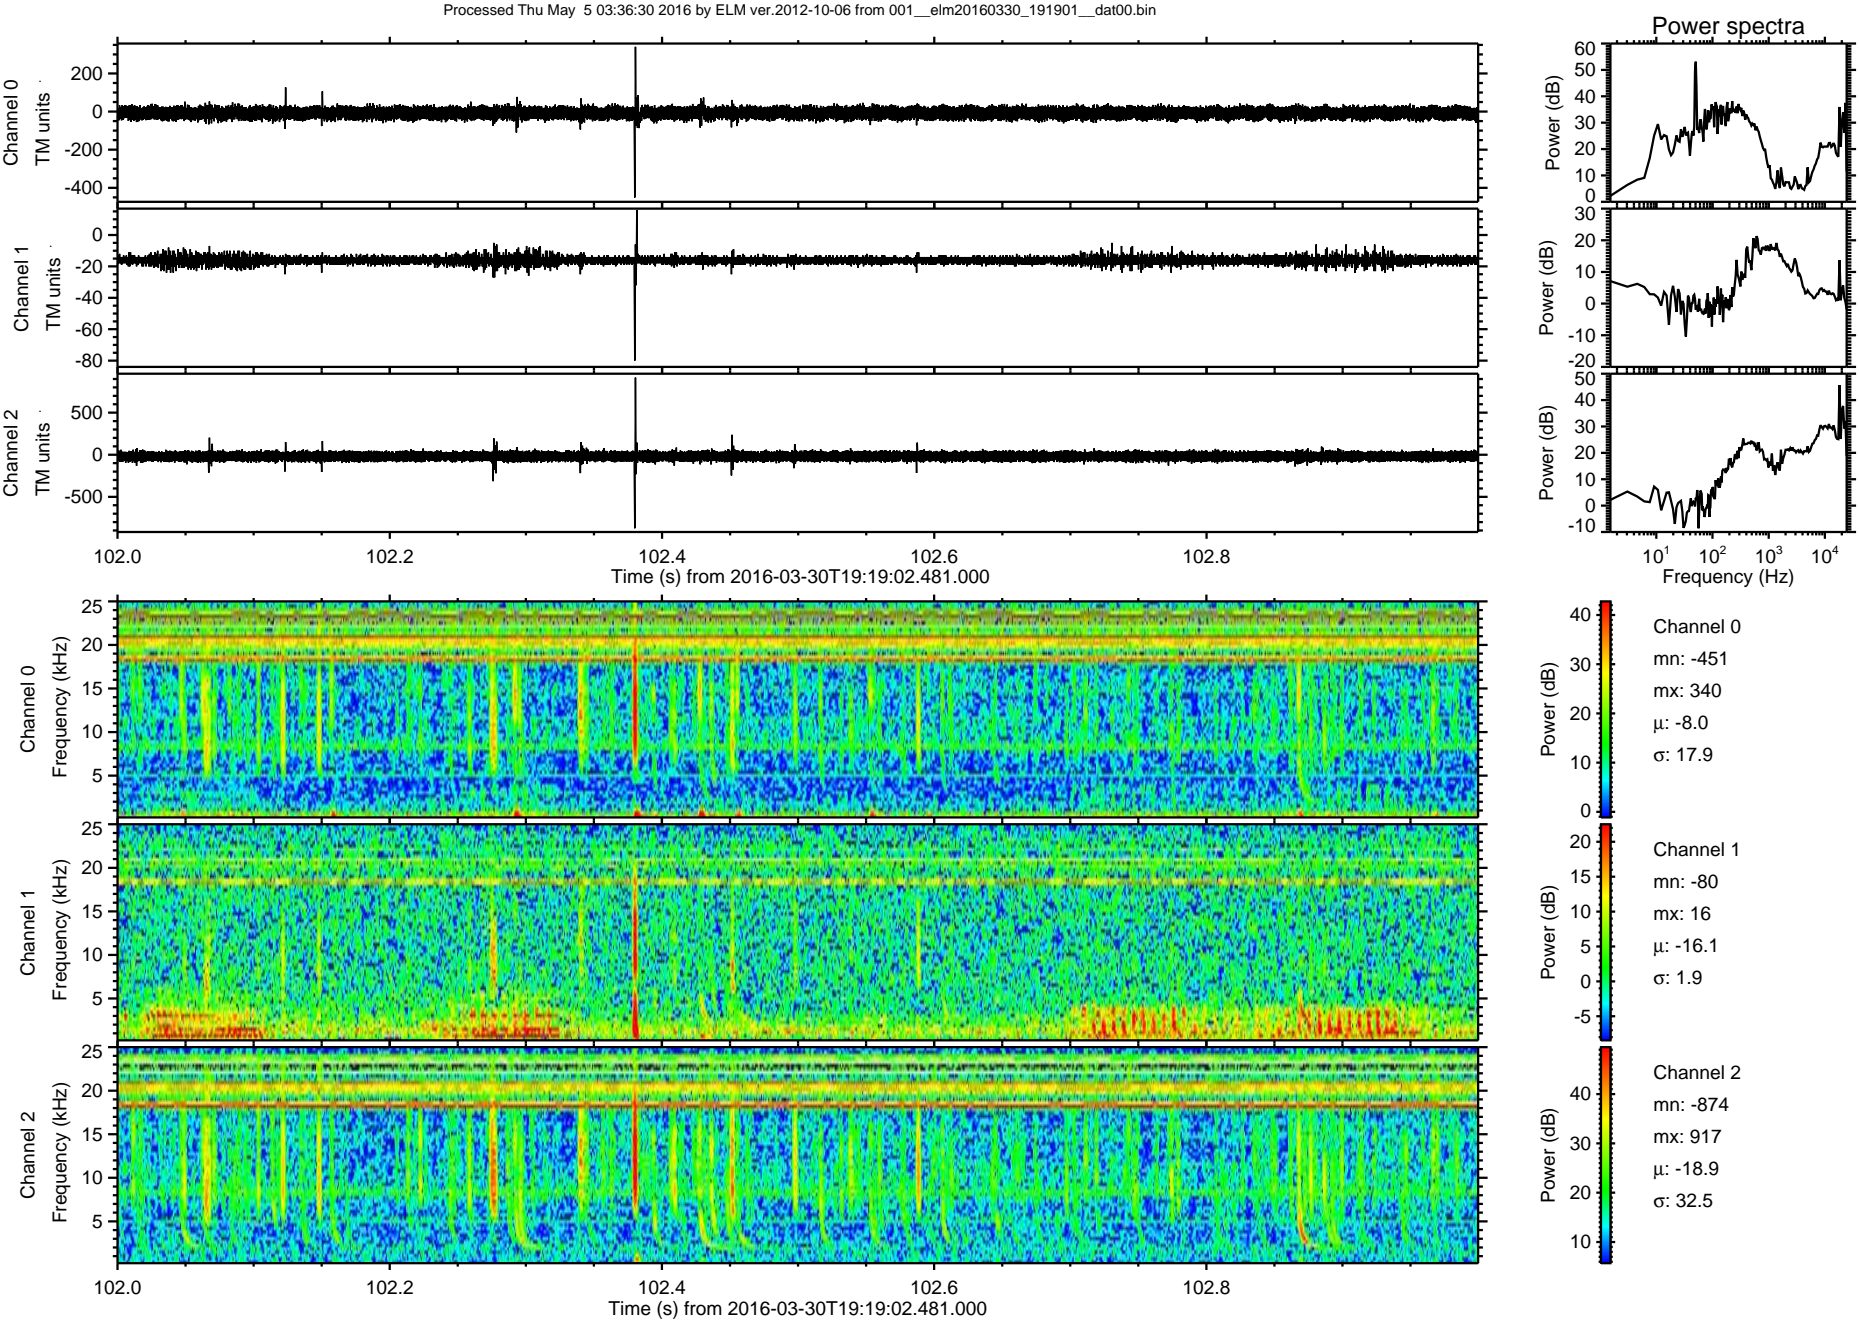 Processed Thu May  5 03:36:30 2016 by ELM ver.2012-10-06 from 001__elm20160330_191901__dat00.bin
Power spectra
Channel 0
TM units
200
0
-200
-400
Power (dB)
60
50
40
30
20
10
0
Channel 1
TM units
0
-20
-40
-60
-80
Power (dB)
30
20
10
0
-10
-20
Channel 2
TM units
500
0
-500
Power (dB)
50
40
30
20
10
0
-10
102.0 102.2 102.4 102.6 102.8
Time (s) from 2016-03-30T19:19:02.481.000
10^1 10^2 10^3 10^4
Frequency (Hz)
Channel 0
Frequency (kHz)
25
20
15
10
5
Power (dB)
40
30
20
10
0
Channel 0
mn: -451
mx: 340
μ: -8.0
σ: 17.9
Channel 1
Frequency (kHz)
25
20
15
10
5
Power (dB)
20
15
10
5
0
-5
Channel 1
mn: -80
mx: 16
μ: -16.1
σ: 1.9
Channel 2
Frequency (kHz)
25
20
15
10
5
Power (dB)
40
30
20
10
Channel 2
mn: -874
mx: 917
μ: -18.9
σ: 32.5
102.0 102.2 102.4 102.6 102.8
Time (s) from 2016-03-30T19:19:02.481.000